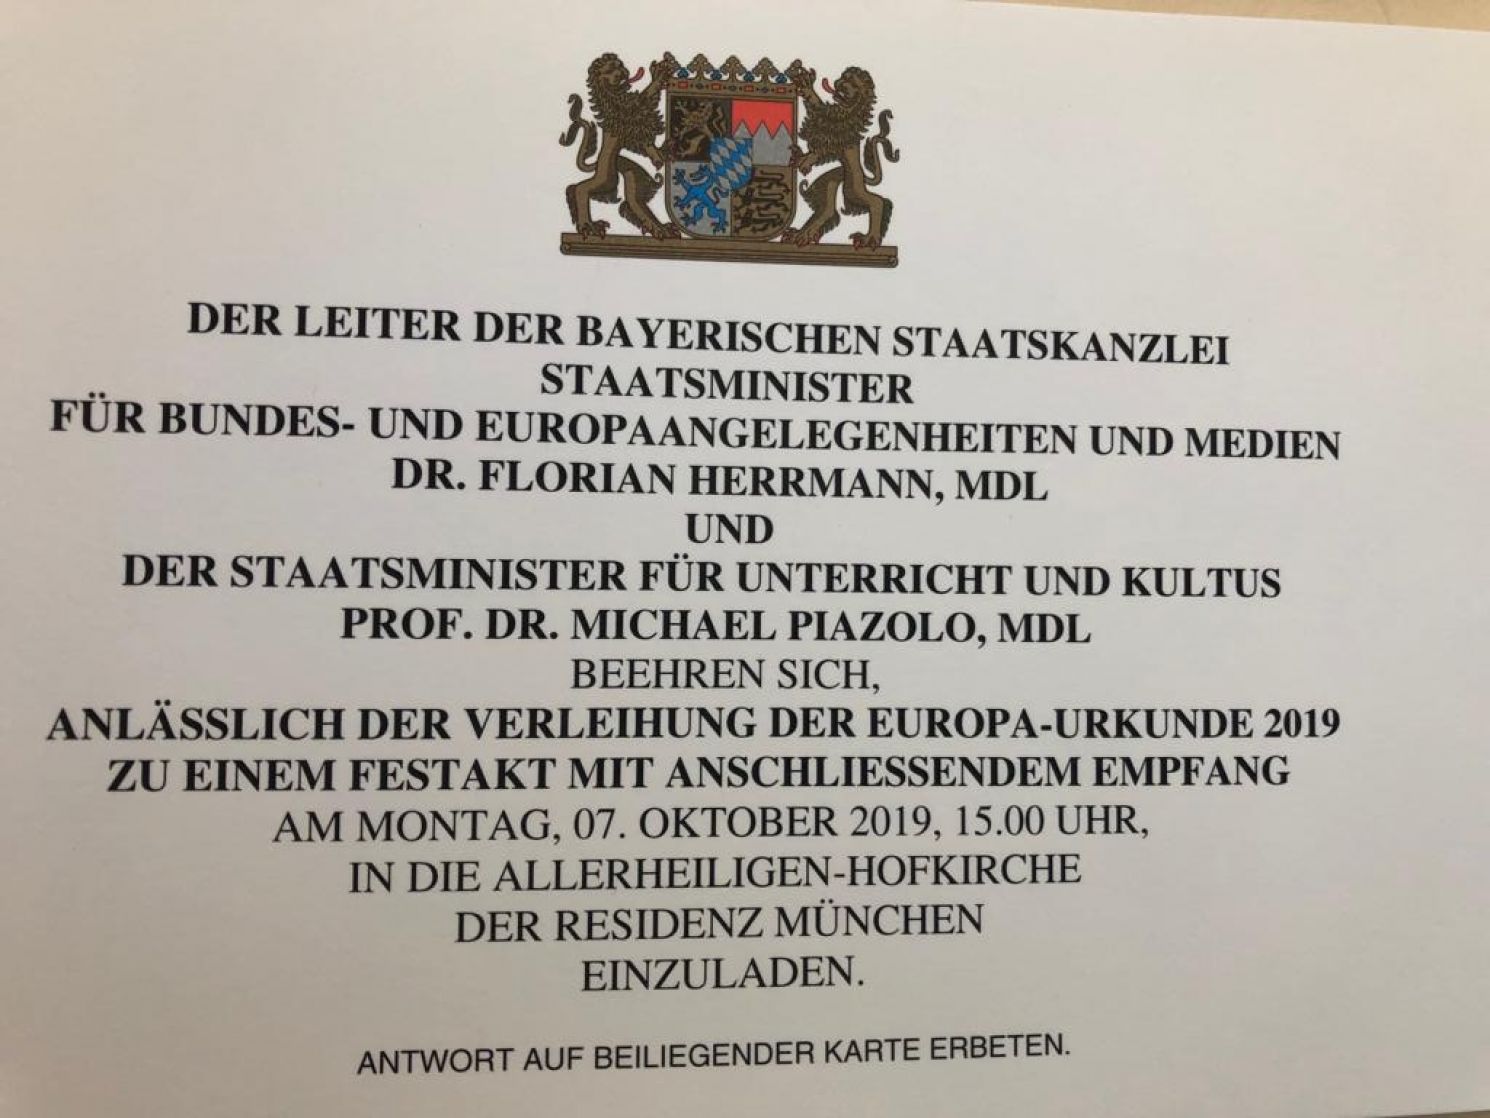 DER LEITER DER BAYERISCHEN STAATSKANZLEI
STAATSMINISTER
FÜR BUNDES- UND EUROPAANGELEGENHEITEN UND MEDIEN
DR. FLORIAN HERRMANN, MDL
UND
DER STAATSMINISTER FÜR UNTERRICHT UND KULTUS
PROF. DR. MICHAEL PIAZOLO, MDL
BEEHREN SICH,
ANLÄSSLICH DER VERLEIHUNG DER EUROPA-URKUNDE 2019
ZU EINEM FESTAKT MIT ANSCHLIESSENDEM EMPFANG
AM MONTAG, 07. OKTOBER 2019, 15.00 UHR,
IN DIE ALLERHEILIGEN-HOFKIRCHE
DER RESIDENZ MÜNCHEN
EINZULADEN.
ANTWORT AUF BEILIEGENDER KARTE ERBETEN.